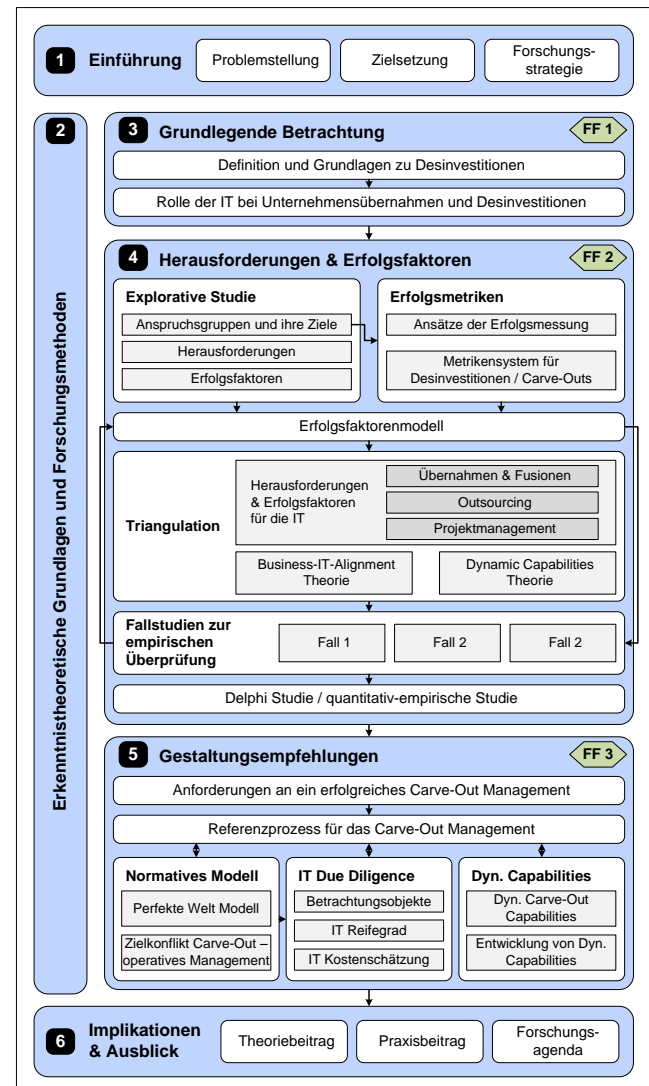 1
Einführung
Problemstellung
Zielsetzung
Forschungs-
strategie
2
Erkenntnistheoretische Grundlagen und Forschungsmethoden
3
Grundlegende Betrachtung
FF 1
Definition und Grundlagen zu Desinvestitionen
Rolle der IT bei Unternehmensübernahmen und Desinvestitionen
4
Herausforderungen & Erfolgsfaktoren
FF 2
Explorative Studie
Anspruchsgruppen und ihre Ziele
Herausforderungen
Erfolgsfaktoren
Erfolgsmetriken
Ansätze der Erfolgsmessung
Metrikensystem für
Desinvestitionen / Carve-Outs
Erfolgsfaktorenmodell
Triangulation
Herausforderungen
& Erfolgsfaktoren
für die IT
Übernahmen & Fusionen
Outsourcing
Projektmanagement
Business-IT-Alignment
Theorie
Dynamic Capabilities
Theorie
Fallstudien zur
empirischen
Überprüfung
Fall 1
Fall 2
Fall 2
Delphi Studie / quantitativ-empirische Studie
5
Gestaltungsempfehlungen
FF 3
Anforderungen an ein erfolgreiches Carve-Out Management
Referenzprozess für das Carve-Out Management
Normatives Modell
Perfekte Welt Modell
Zielkonflikt Carve-Out –
operatives Management
IT Due Diligence
Betrachtungsobjekte
IT Reifegrad
IT Kostenschätzung
Dyn. Capabilities
Dyn. Carve-Out
Capabilities
Entwicklung von Dyn.
Capabilities
6
Implikationen
& Ausblick
Theoriebeitrag
Praxisbeitrag
Forschungs-
agenda